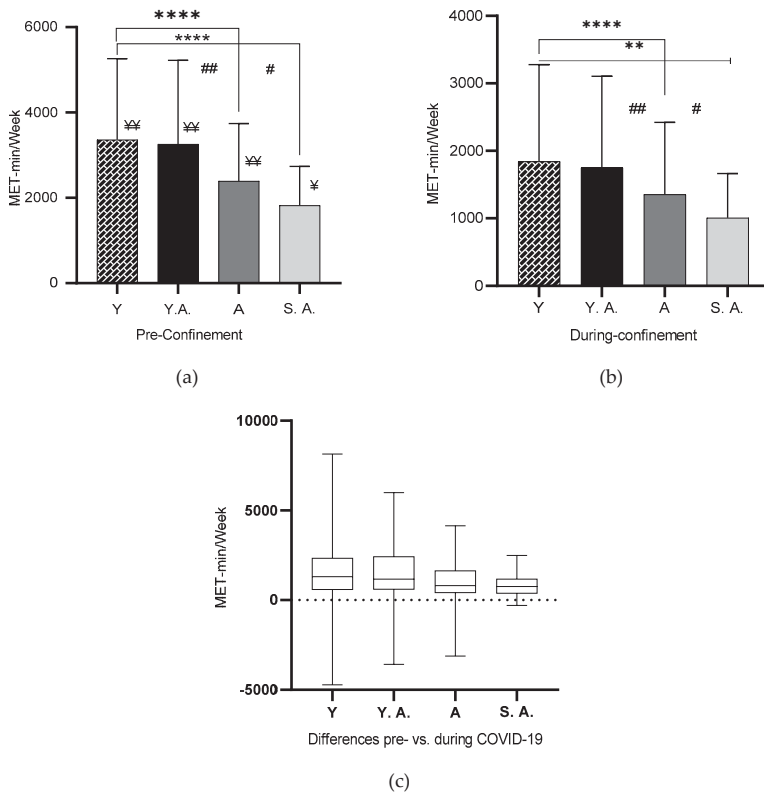 ****
****
6000
4000
2000
0
MET-min/Week
##
#
¥¥
¥¥
¥¥
¥
Y
Y.A.
A
S. A.
Pre-Confinement
(a)
****
**
4000
3000
2000
1000
0
MET-min/Week
##
#
Y
Y. A.
A
S. A.
During-confinement
(b)
10000
5000
0
-5000
MET-min/Week
Y
Y. A.
A
S. A.
Differences pre- vs. during COVID-19
(c)